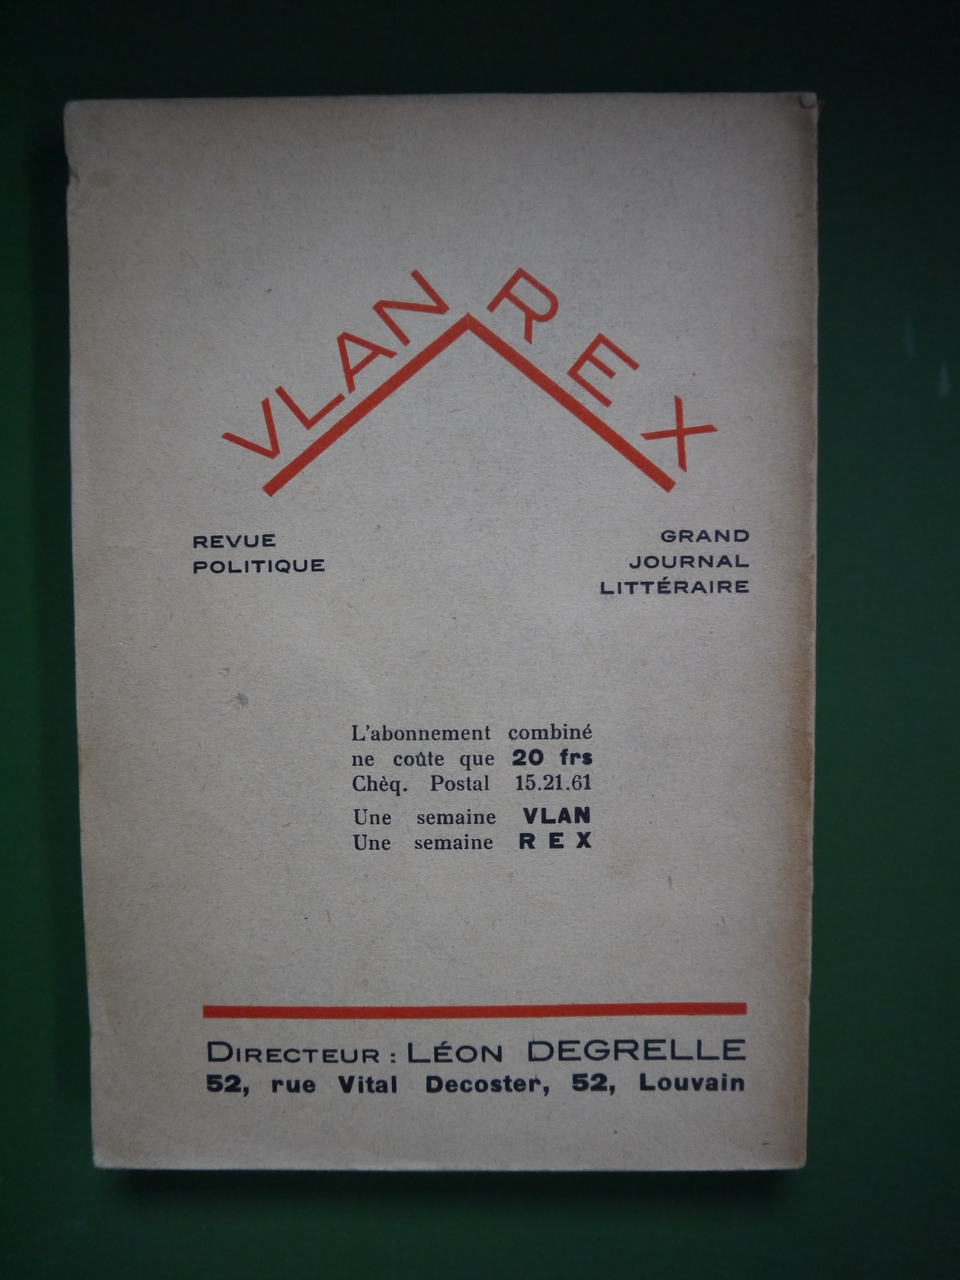 VLAN REX
REVUE
POLITIQUE
GRAND
JOURNAL
LITTÉRAIRE
L'abonnement combiné
ne coûte que 20 frs
Chèq. Postal 15.21.61
Une semaine VLAN
Une semaine REX
DIRECTEUR : LÉON DEGRELLE
52, rue Vital Decoster, 52, Louvain